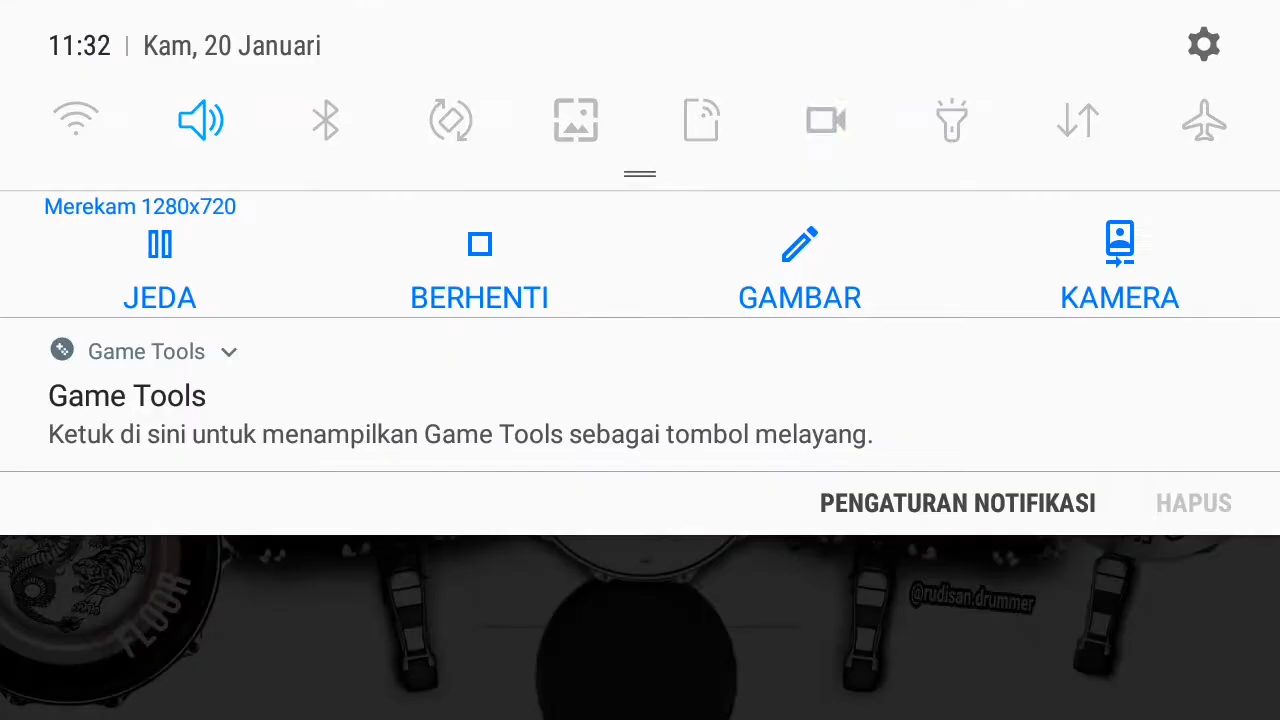 11:32 | Kam, 20 Januari
Merekam 1280x720
JEDA BERHENTI GAMBAR KAMERA
Game Tools
Game Tools
Ketuk di sini untuk menampilkan Game Tools sebagai tombol melayang.
PENGATURAN NOTIFIKASI HAPUS
FLOOR
@rudisan.drummer